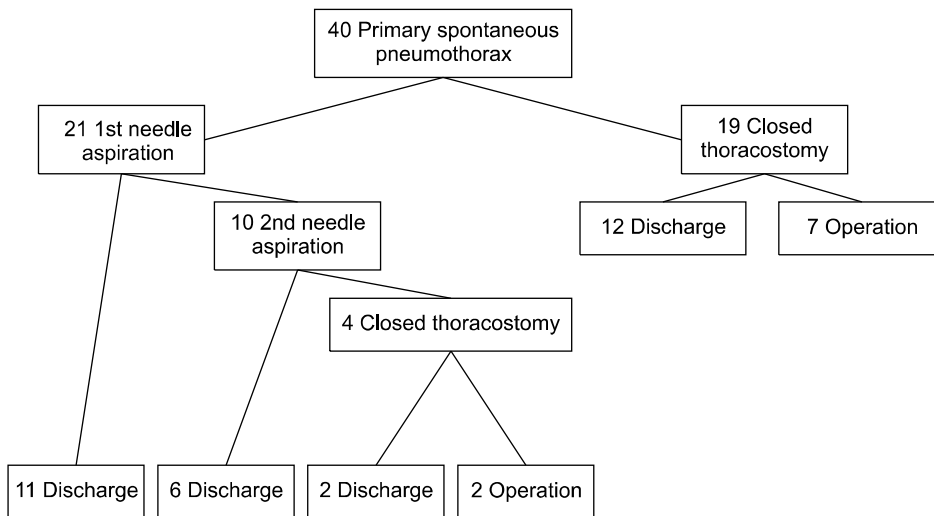 40 Primary spontaneous
pneumothorax
21 1st needle
aspiration
19 Closed
thoracostomy
10 2nd needle
aspiration
12 Discharge
7 Operation
4 Closed thoracostomy
11 Discharge
6 Discharge
2 Discharge
2 Operation